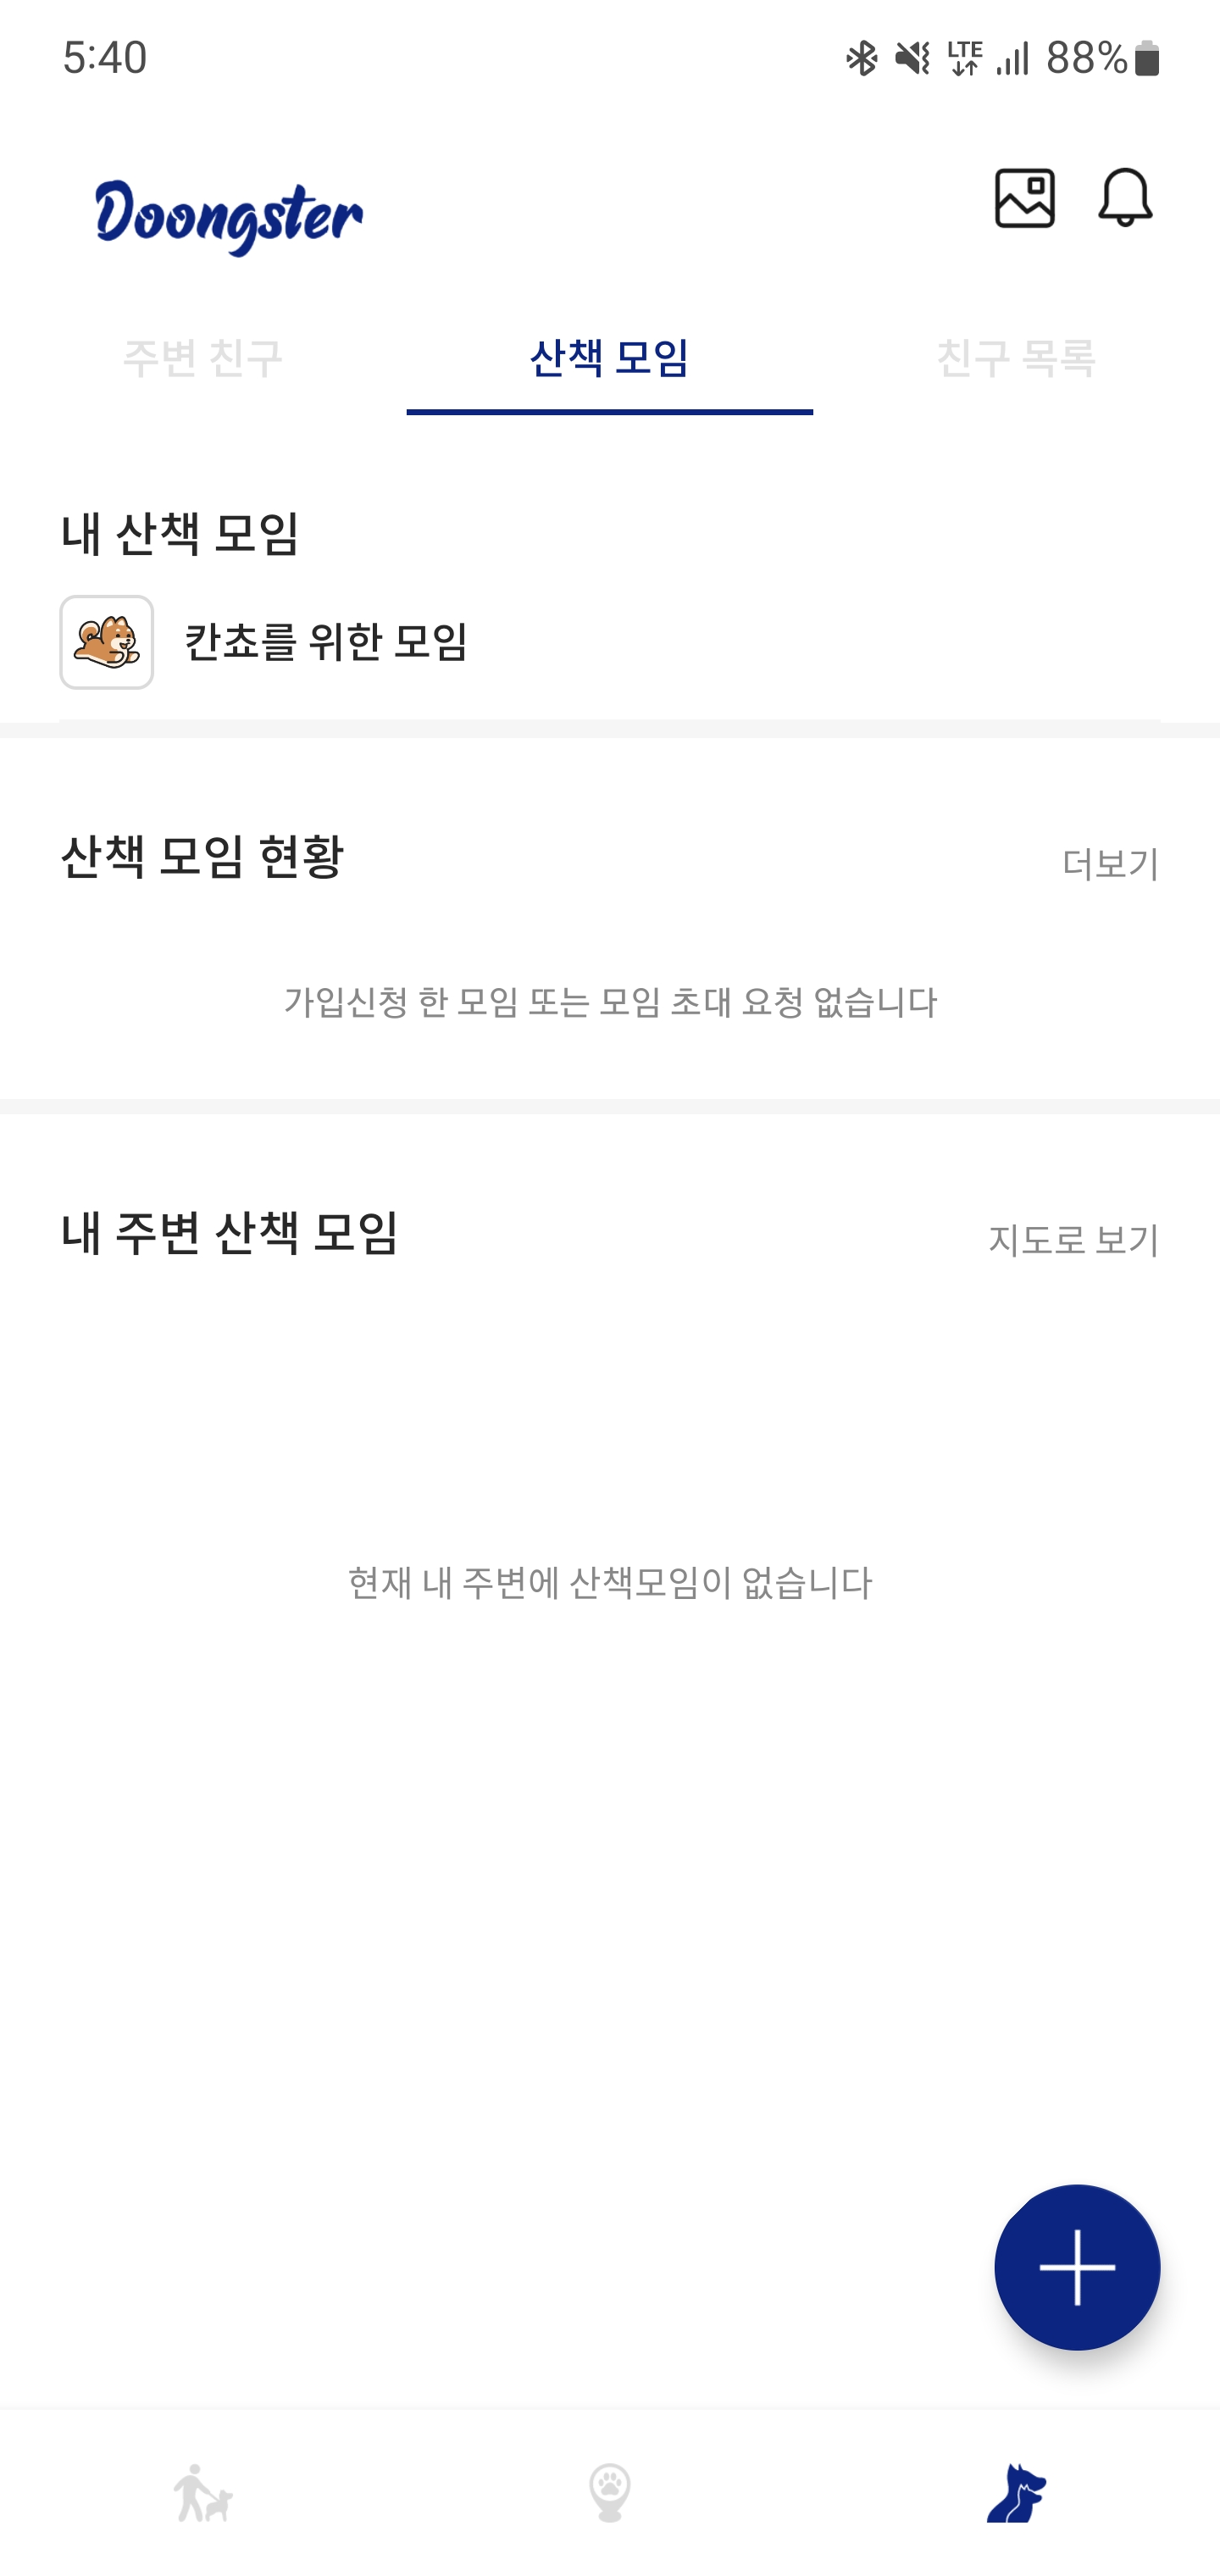 5:40 LTE 88%
Doongster
주변 친구 산책 모임 친구 목록
내 산책 모임
칸쵸를 위한 모임
산책 모임 현황 더보기
가입신청 한 모임 또는 모임 초대 요청 없습니다
내 주변 산책 모임 지도로 보기
현재 내 주변에 산책모임이 없습니다